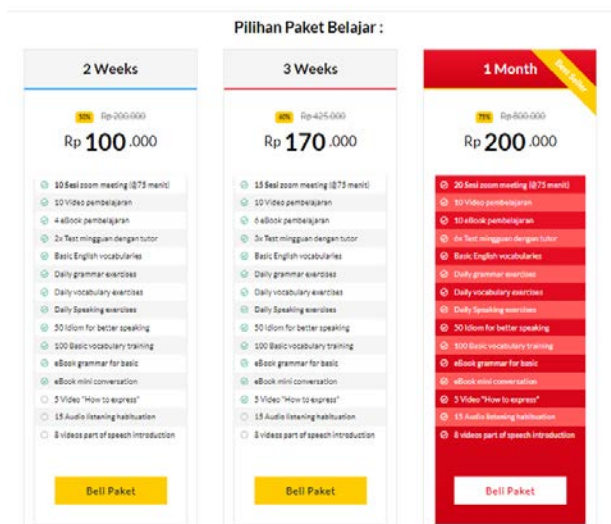 Pilihan Paket Belajar :
2 Weeks
50% Rp 200.000
Rp 100 .000
10 Sesi zoom meeting (@75 menit)
10 Video pembelajaran
4 eBook pembelajaran
2x Test mingguan dengan tutor
Basic English vocabularies
Daily grammar exercises
Daily vocabulary exercises
Daily Speaking exercises
50 Idiom for better speaking
100 Basic vocabulary training
eBook grammar for basic
eBook mini conversation
5 Video "How to express"
15 Audio listening habituation
8 videos part of speech introduction
Beli Paket
3 Weeks
60% Rp 425.000
Rp 170 .000
15 Sesi zoom meeting (@75 menit)
10 Video pembelajaran
6 eBook pembelajaran
3x Test mingguan dengan tutor
Basic English vocabularies
Daily grammar exercises
Daily vocabulary exercises
Daily Speaking exercises
50 Idiom for better speaking
100 Basic vocabulary training
eBook grammar for basic
eBook mini conversation
5 Video "How to express"
15 Audio listening habituation
8 videos part of speech introduction
Beli Paket
1 Month
Best Seller
75% Rp 800.000
Rp 200 .000
20 Sesi zoom meeting (@75 menit)
10 Video pembelajaran
10 eBook pembelajaran
Test mingguan dengan tutor
Basic English vocabularies
Daily grammar exercises
Daily vocabulary exercises
Daily Speaking exercises
50 Idiom for better speaking
100 Basic vocabulary training
eBook grammar for basic
eBook mini conversation
5 Video "How to express"
15 Audio listening habituation
8 videos part of speech introduction
Beli Paket